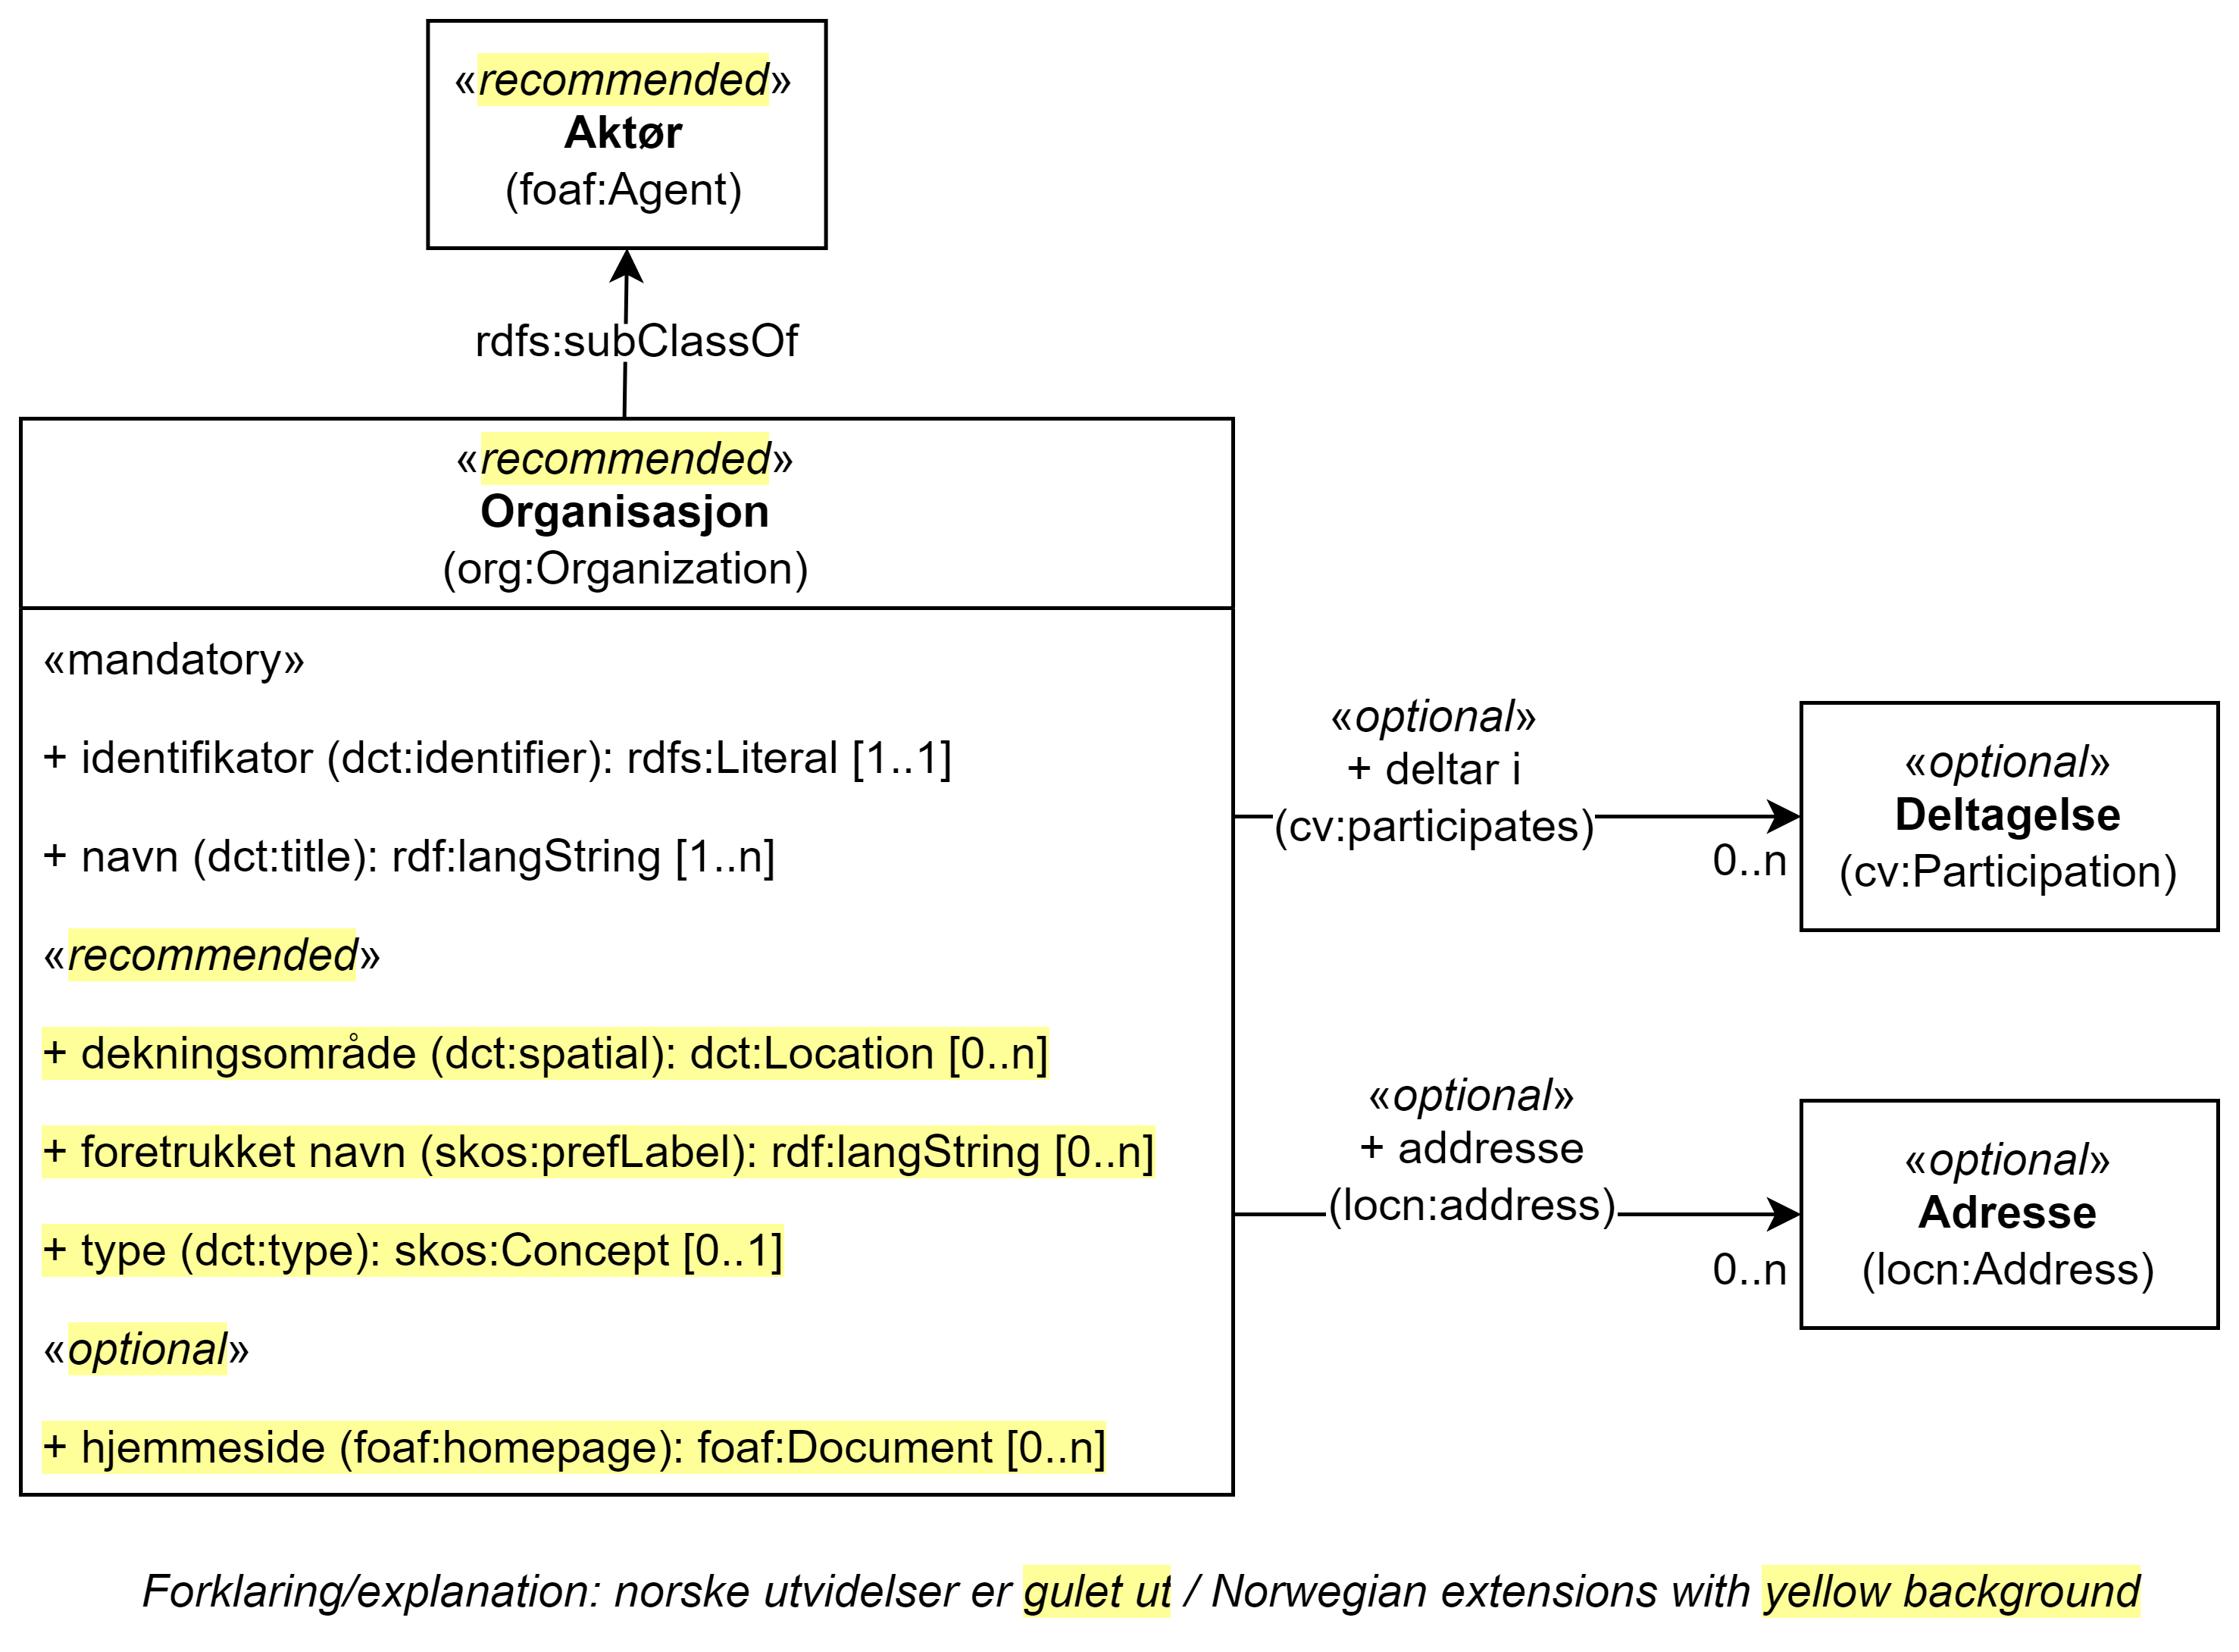 «recommended»
Aktør
(foaf:Agent)
rdfs:subClassOf
«recommended»
Organisasjon
(org:Organization)
«mandatory»
+ identifikator (dct:identifier): rdfs:Literal [1..1]
+ navn (dct:title): rdf:langString [1..n]
«recommended»
+ dekningsområde (dct:spatial): dct:Location [0..n]
+ foretrukket navn (skos:prefLabel): rdf:langString [0..n]
+ type (dct:type): skos:Concept [0..1]
«optional»
+ hjemmeside (foaf:homepage): foaf:Document [0..n]
«optional»
+ deltar i
(cv:participates)
0..n
«optional»
Deltagelse
(cv:Participation)
«optional»
+ addresse
(locn:address)
0..n
«optional»
Adresse
(locn:Address)
Forklaring/explanation: norske utvidelser er gulet ut / Norwegian extensions with yellow background